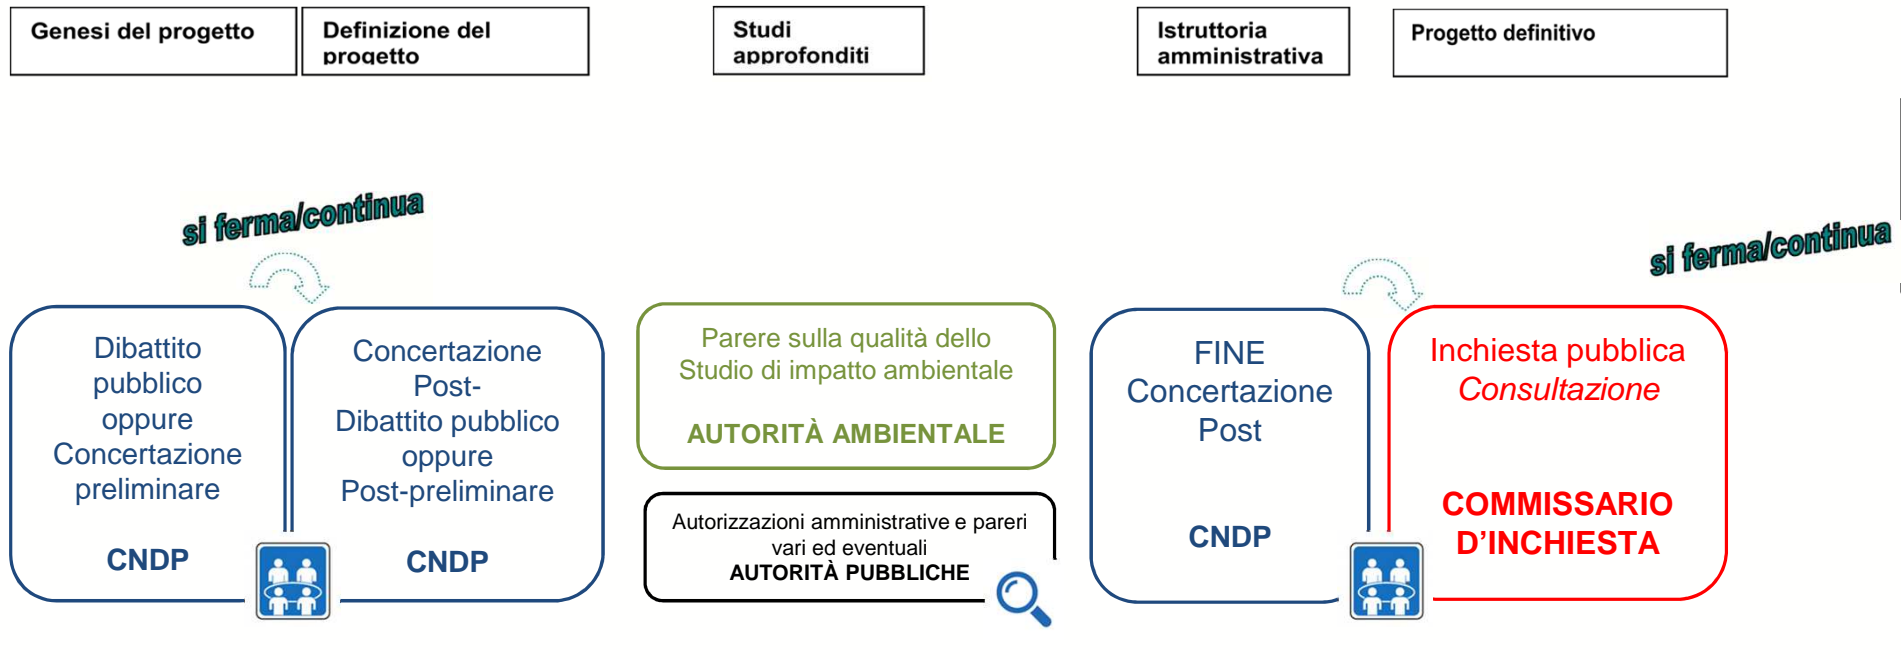 Genesi del progetto
Definizione del
progetto
Studi
approfonditi
Istruttoria
amministrativa
Progetto definitivo
si ferma/continua
si ferma/continua
Dibattito
pubblico
oppure
Concertazione
preliminare
CNDP
Concertazione
Post-
Dibattito pubblico
oppure
Post-preliminare
CNDP
Parere sulla qualità dello
Studio di impatto ambientale
AUTORITÀ AMBIENTALE
Autorizzazioni amministrative e pareri
vari ed eventuali
AUTORITÀ PUBBLICHE
FINE
Concertazione
Post
CNDP
Inchiesta pubblica
Consultazione
COMMISSARIO
D'INCHIESTA